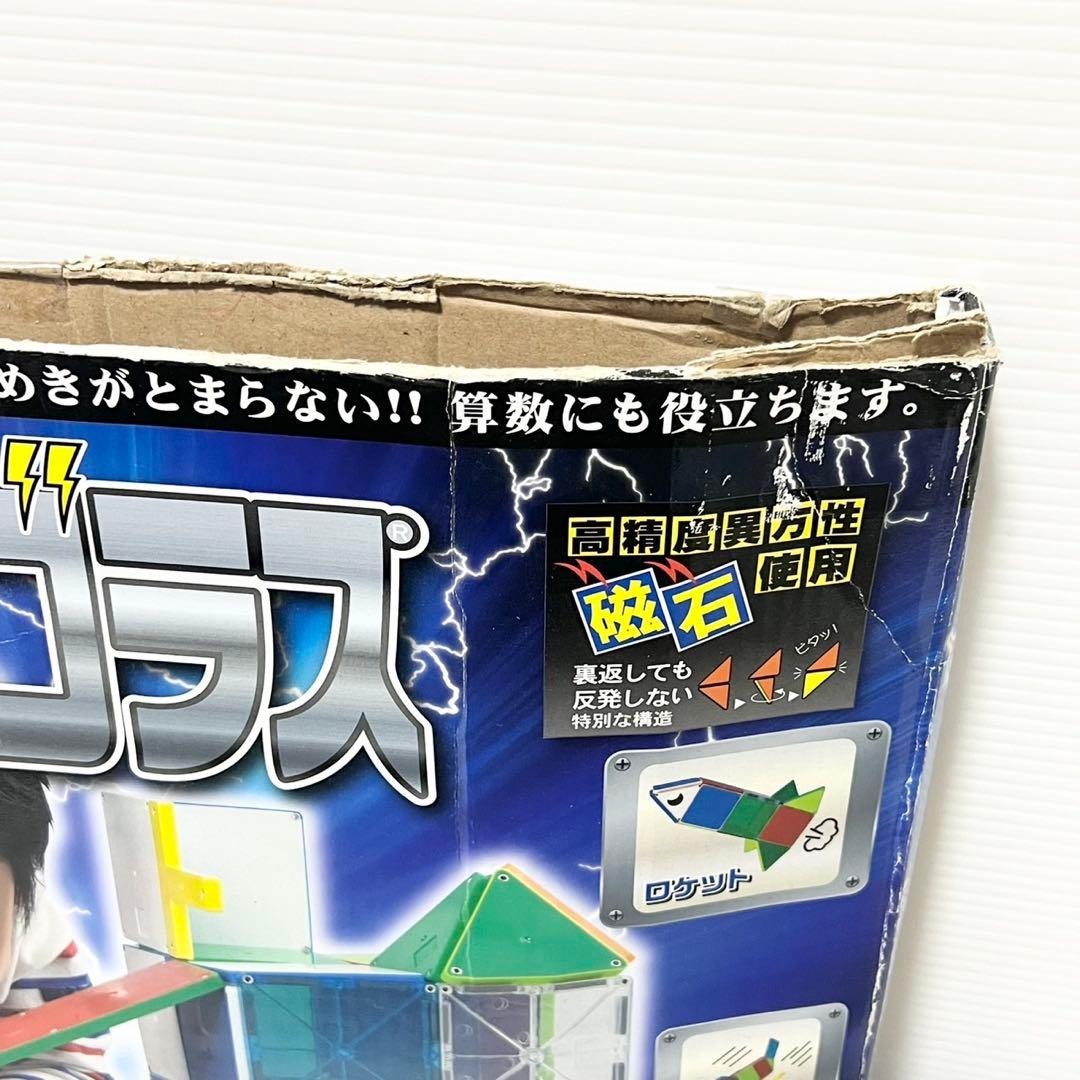 めきがとまらない!! 算数にも役立ちます。
ゴラス®
高精度異方性
使用
磁石
裏返しても
反発しない
特別な構造
ピタッ!
ロケット